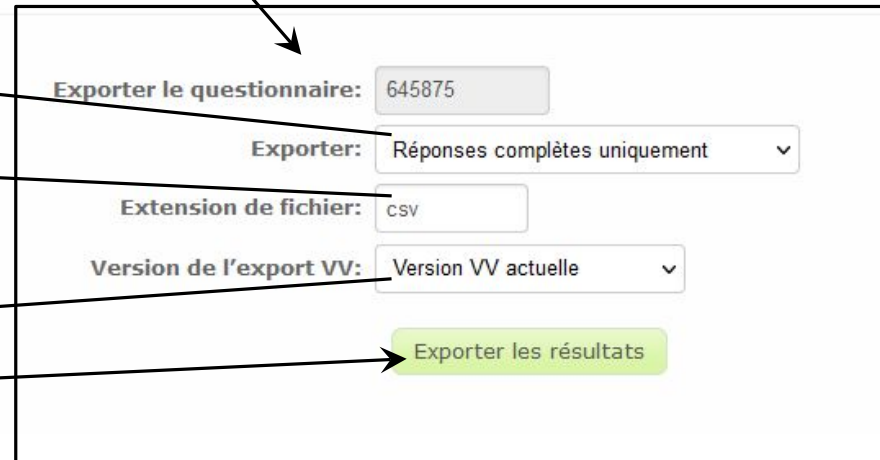 Exporter le questionnaire: 645875
Exporter: Réponses complètes uniquement
Extension de fichier: csv
Version de l’export VV: Version VV actuelle
Exporter les résultats